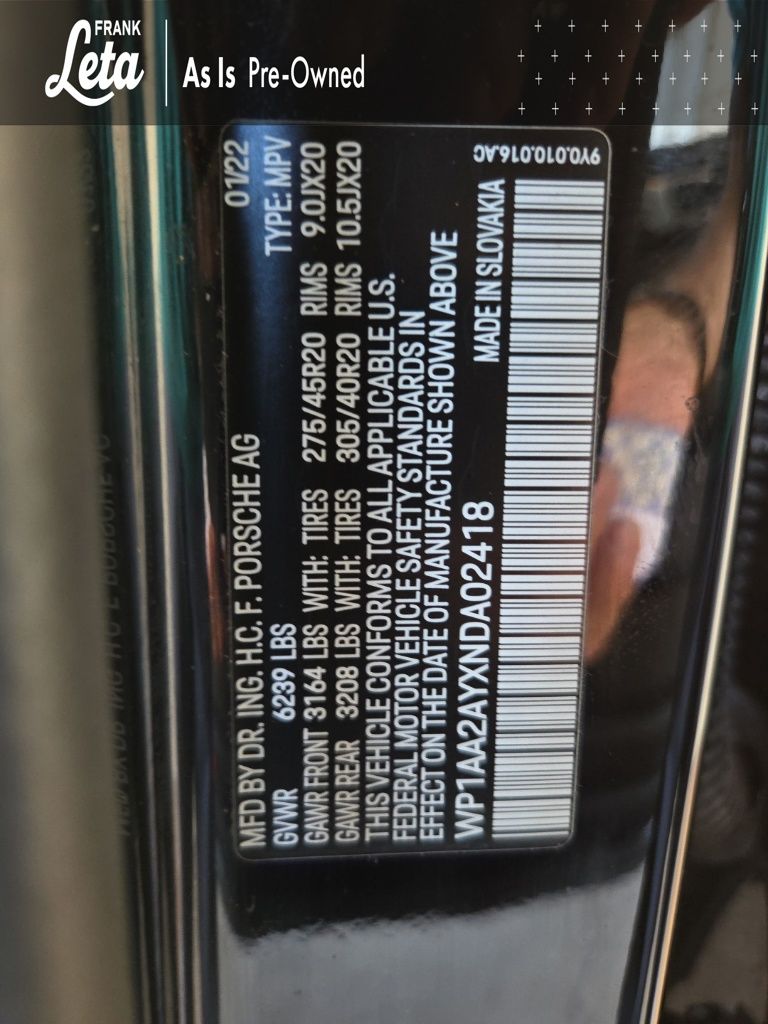 FRANK
Leta
As Is Pre-Owned
MFD BY DR. ING. H.C. F. PORSCHE AG 01/22
GVWR 6239 LBS TYPE: MPV
GAWR FRONT 3164 LBS WITH: TIRES 275/45R20 RIMS 9.0JX20
GAWR REAR 3208 LBS WITH: TIRES 305/40R20 RIMS 10.5JX20
THIS VEHICLE CONFORMS TO ALL APPLICABLE U.S.
FEDERAL MOTOR VEHICLE SAFETY STANDARDS IN
EFFECT ON THE DATE OF MANUFACTURE SHOWN ABOVE
WP1AA2AYXNDA02418 MADE IN SLOVAKIA
9Y0.010.016.AC